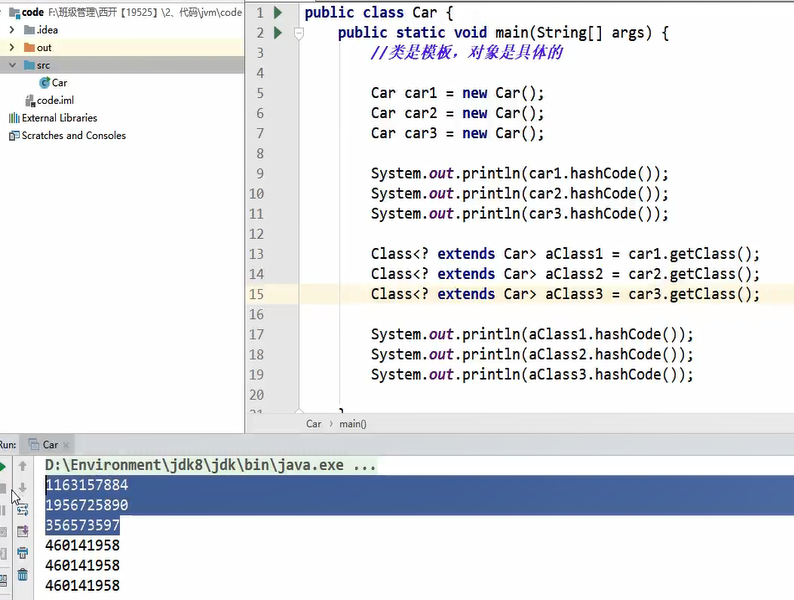 code F:\班级管理\西开【19525】\2、代码\jvm\code
.idea
out
src
Car
code.iml
External Libraries
Scratches and Consoles
1 public class Car {
2 public static void main(String[] args) {
3 //类是模板，对象是具体的
4
5 Car car1 = new Car();
6 Car car2 = new Car();
7 Car car3 = new Car();
8
9 System.out.println(car1.hashCode());
10 System.out.println(car2.hashCode());
11 System.out.println(car3.hashCode());
12
13 Class<? extends Car> aClass1 = car1.getClass();
14 Class<? extends Car> aClass2 = car2.getClass();
15 Class<? extends Car> aClass3 = car3.getClass();
16
17 System.out.println(aClass1.hashCode());
18 System.out.println(aClass2.hashCode());
19 System.out.println(aClass3.hashCode());
20
21 }
Car › main()
Run: Car ×
D:\Environment\jdk8\jdk\bin\java.exe ...
1163157884
1956725890
356573597
460141958
460141958
460141958